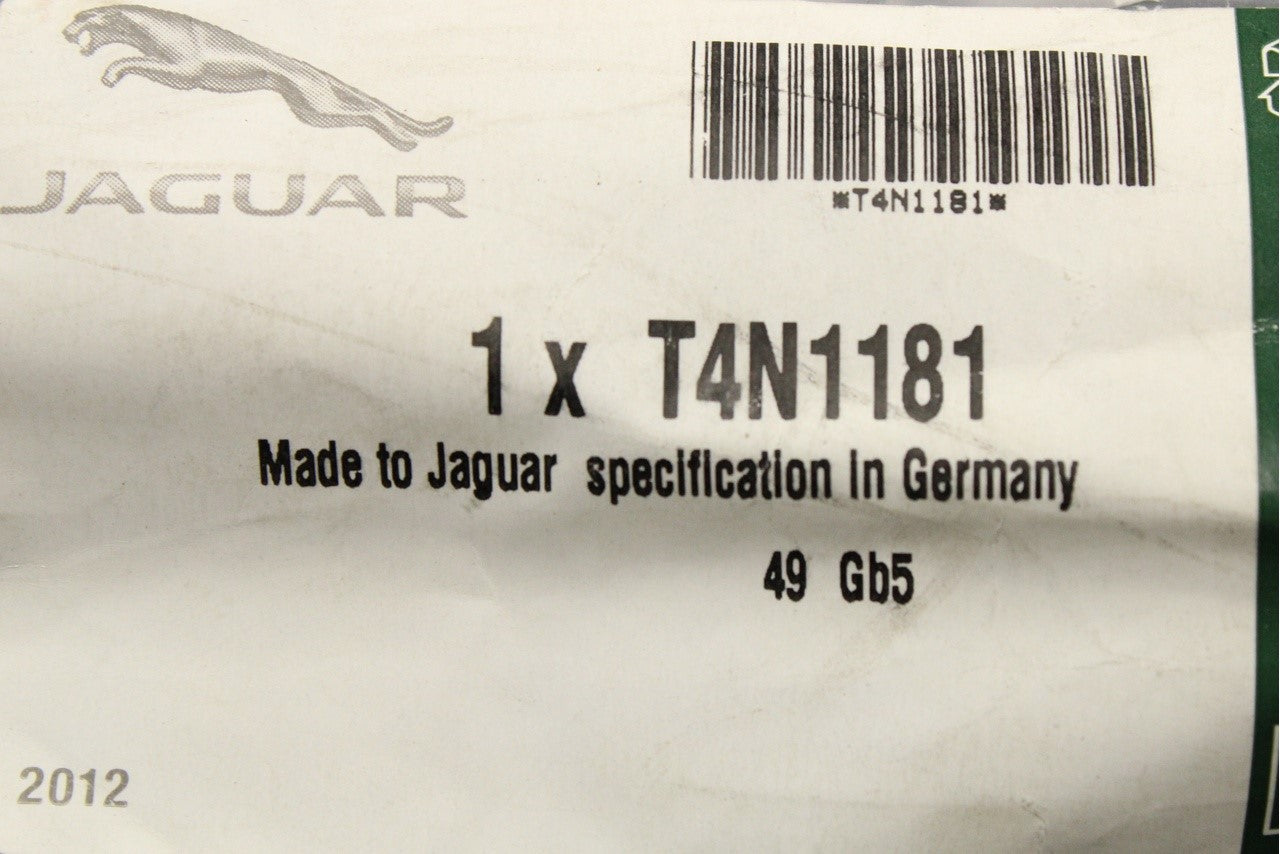 JAGUAR
*T4N1181*
1 x T4N1181
Made to Jaguar specification in Germany
49 Gb5
2012